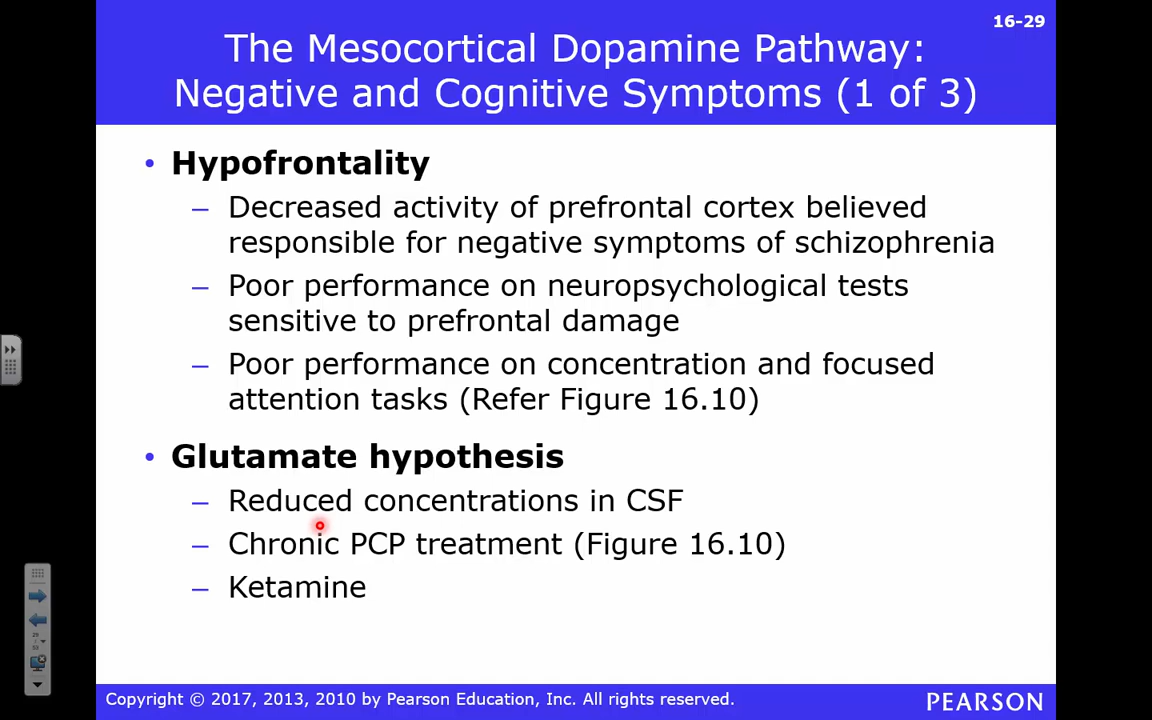 16-29
The Mesocortical Dopamine Pathway:
Negative and Cognitive Symptoms (1 of 3)
• Hypofrontality
– Decreased activity of prefrontal cortex believed
responsible for negative symptoms of schizophrenia
– Poor performance on neuropsychological tests
sensitive to prefrontal damage
– Poor performance on concentration and focused
attention tasks (Refer Figure 16.10)
• Glutamate hypothesis
– Reduced concentrations in CSF
– Chronic PCP treatment (Figure 16.10)
– Ketamine
29
/
53
Copyright © 2017, 2013, 2010 by Pearson Education, Inc. All rights reserved.
PEARSON